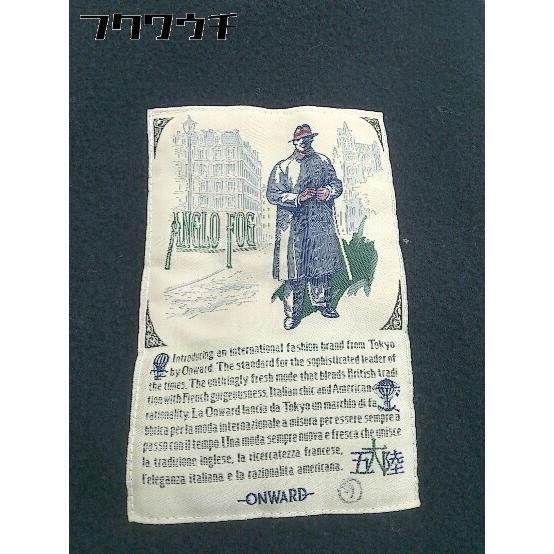 フクウウチ
ANGLO FOG
Introducing an international fashion brand from Tokyo
by Onward. The standard for the sophisticated leader of
the times. The untiringly fresh mode that blends British tradi
tion with French gorgeousness, Italian chic and American
rationality. La Onward lancia da Tokyo un marchio di fa
bbrica per la moda internazionale a misura per essere sempre a
passo con il tempo. Una moda sempre nuova e fresca che unisce
la tradizione inglese, la ricercatezza francese,
l'eleganza italiana e la razionalita americana.
五大陸
ONWARD